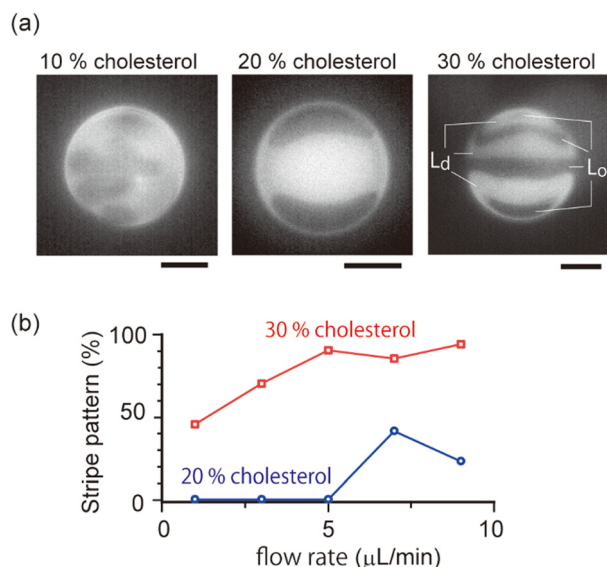 (a)
10 % cholesterol
20 % cholesterol
30 % cholesterol
Ld
Lo
(b)
100
50
0
Stripe pattern (%)
30 % cholesterol
20 % cholesterol
0
5
10
flow rate (μL/min)